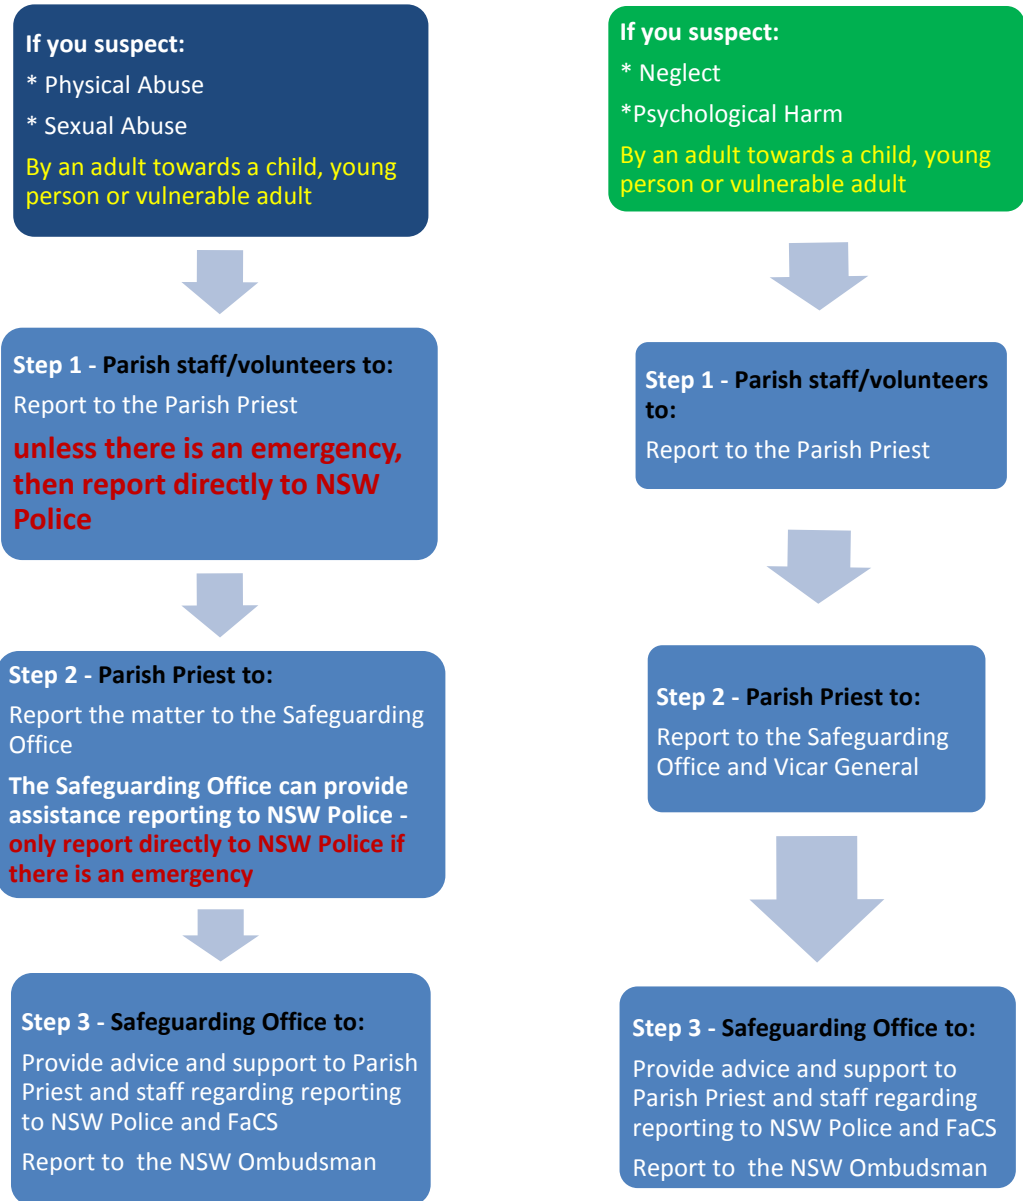 If you suspect:
* Physical Abuse
* Sexual Abuse
By an adult towards a child, young
person or vulnerable adult
Step 1 - Parish staff/volunteers to:
Report to the Parish Priest
unless there is an emergency,
then report directly to NSW
Police
Step 2 - Parish Priest to:
Report the matter to the Safeguarding
Office
The Safeguarding Office can provide
assistance reporting to NSW Police -
only report directly to NSW Police if
there is an emergency
Step 3 - Safeguarding Office to:
Provide advice and support to Parish
Priest and staff regarding reporting
to NSW Police and FaCS
Report to  the NSW Ombudsman
If you suspect:
* Neglect
*Psychological Harm
By an adult towards a child, young
person or vulnerable adult
Step 1 - Parish staff/volunteers
to:
Report to the Parish Priest
Step 2 - Parish Priest to:
Report to the Safeguarding
Office and Vicar General
Step 3 - Safeguarding Office to:
Provide advice and support to
Parish Priest and staff regarding
reporting to NSW Police and FaCS
Report to  the NSW Ombudsman